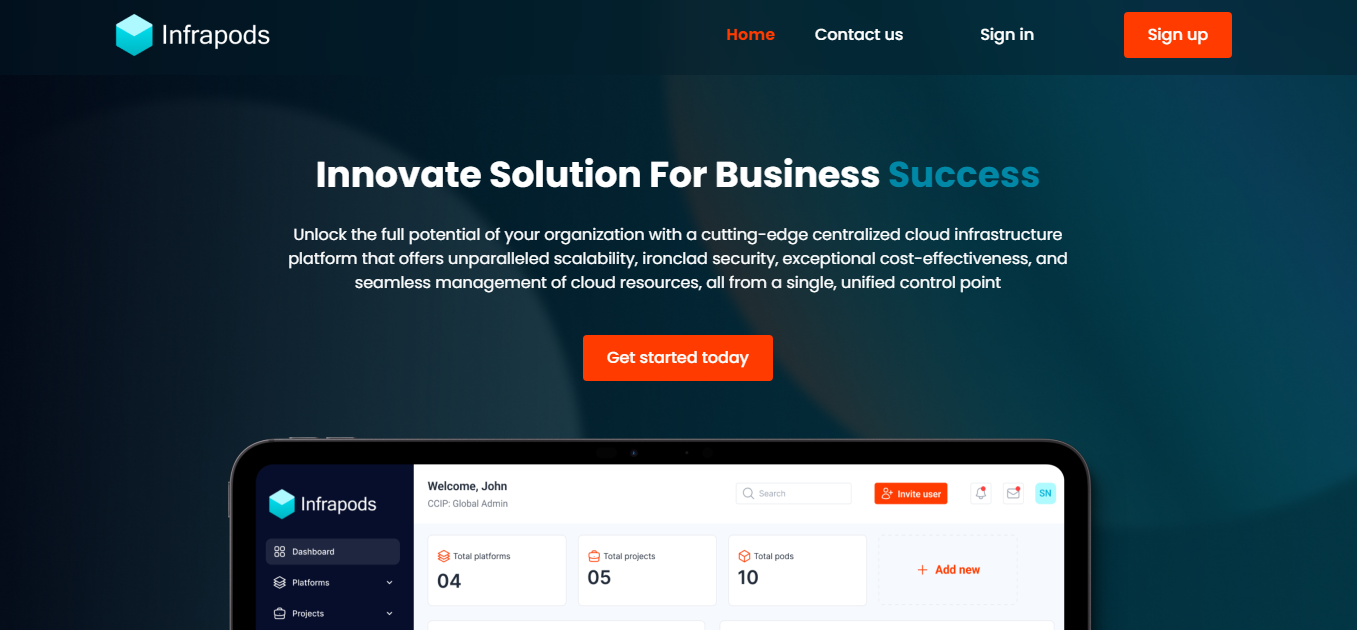 Infrapods
Home
Contact us
Sign in
Sign up
Innovate Solution For Business Success
Unlock the full potential of your organization with a cutting-edge centralized cloud infrastructure
platform that offers unparalleled scalability, ironclad security, exceptional cost-effectiveness, and
seamless management of cloud resources, all from a single, unified control point
Get started today
Infrapods
Welcome, John
CCIP: Global Admin
Search
Invite user
SN
Dashboard
Platforms
Projects
Total platforms
04
Total projects
05
Total pods
10
Add new